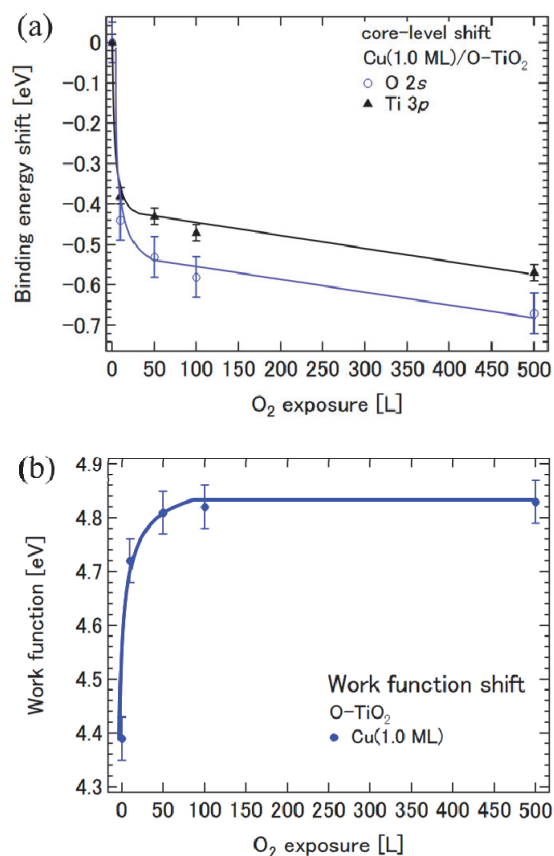 (a)
core-level shift
Cu(1.0 ML)/O-TiO₂
O 2s
Ti 3p
0
-0.1
-0.2
-0.3
-0.4
-0.5
-0.6
-0.7
Binding energy shift [eV]
0 50 100 150 200 250 300 350 400 450 500
O₂ exposure [L]
(b)
4.9
4.8
4.7
4.6
4.5
4.4
4.3
Work function [eV]
Work function shift
O-TiO₂
Cu(1.0 ML)
0 50 100 150 200 250 300 350 400 450 500
O₂ exposure [L]